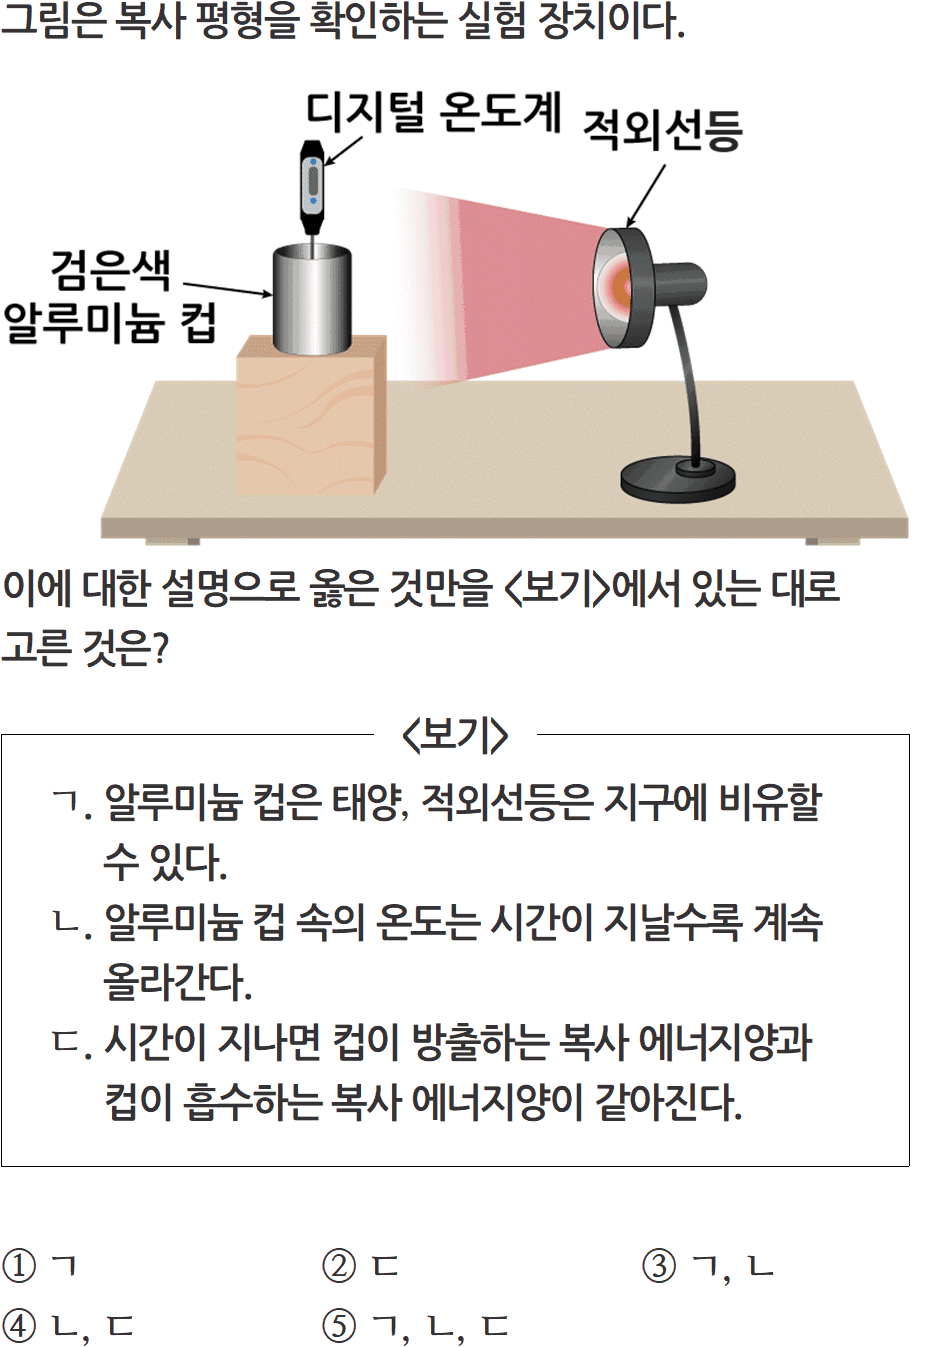 그림은 복사 평형을 확인하는 실험 장치이다.
디지털 온도계
적외선등
검은색
알루미늄 컵
이에 대한 설명으로 옳은 것만을 <보기>에서 있는 대로
고른 것은?
<보기>
ㄱ. 알루미늄 컵은 태양, 적외선등은 지구에 비유할
수 있다.
ㄴ. 알루미늄 컵 속의 온도는 시간이 지날수록 계속
올라간다.
ㄷ. 시간이 지나면 컵이 방출하는 복사 에너지양과
컵이 흡수하는 복사 에너지양이 같아진다.
① ㄱ ② ㄷ ③ ㄱ, ㄴ
④ ㄴ, ㄷ ⑤ ㄱ, ㄴ, ㄷ